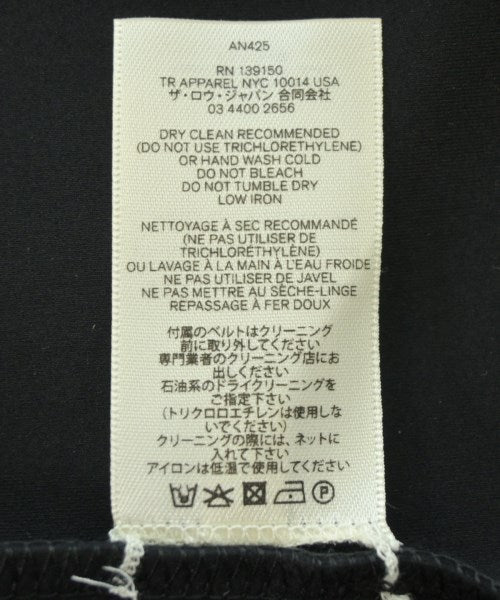 AN425
RN 139150
TR APPAREL NYC 10014 USA
ザ・ロウ・ジャパン 合同会社
03 4400 2656
DRY CLEAN RECOMMENDED
(DO NOT USE TRICHLORETHYLENE)
OR HAND WASH COLD
DO NOT BLEACH
DO NOT TUMBLE DRY
LOW IRON
NETTOYAGE À SEC RECOMMANDÉ
(NE PAS UTILISER DE
TRICHLORÉTHYLÈNE)
OU LAVAGE À LA MAIN À L'EAU FROIDE
NE PAS UTILISER DE JAVEL
NE PAS METTRE AU SÈCHE-LINGE
REPASSAGE À FER DOUX
付属のベルトはクリーニング
前に取り外してください
専門業者のクリーニング店にお
出しください
石油系のドライクリーニングを
ご指定下さい
(トリクロロエチレンは使用しな
いでください)
クリーニングの際には、ネットに
入れて下さい
アイロンは低温で使用してください
P